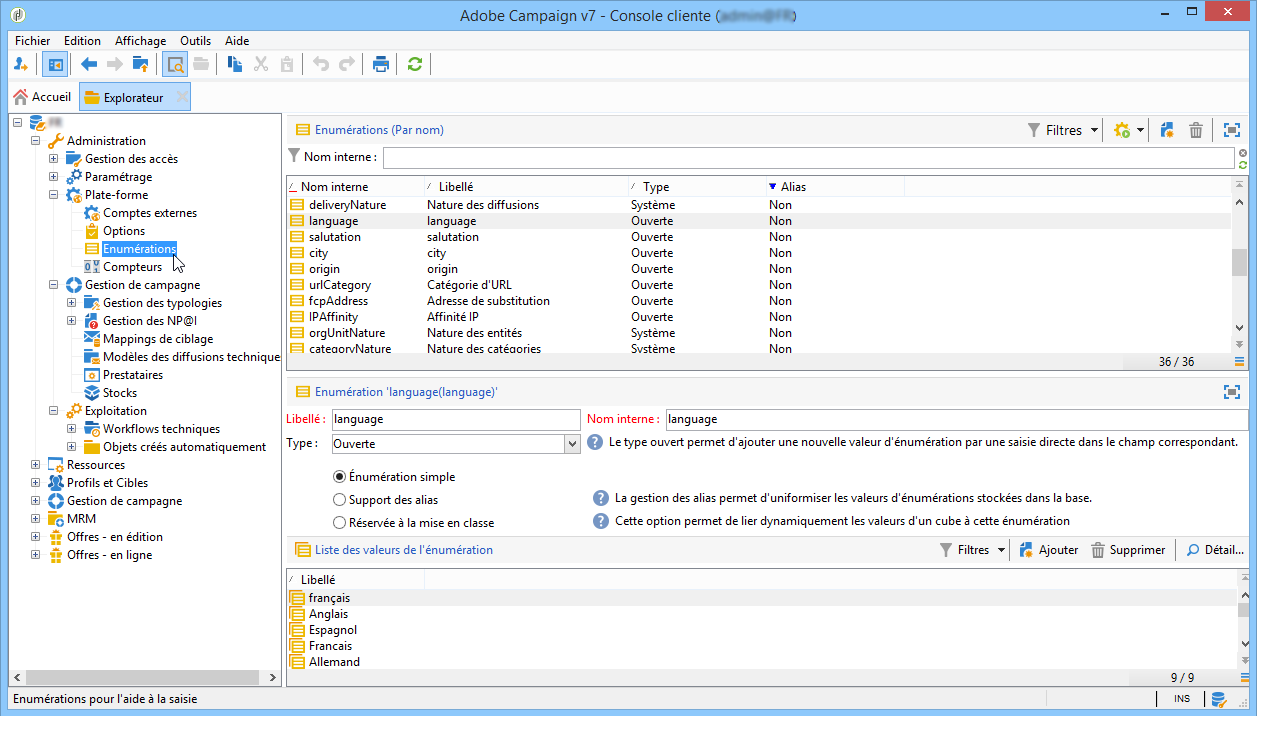 Adobe Campaign v7 - Console cliente (
Fichier Edition Affichage Outils Aide
Accueil Explorateur
Administration
Gestion des accès
Paramétrage
Plate-forme
Comptes externes
Options
Enumérations
Compteurs
Gestion de campagne
Gestion des typologies
Gestion des NP@I
Mappings de ciblage
Modèles des diffusions technique
Prestataires
Stocks
Exploitation
Workflows techniques
Objets créés automatiquement
Ressources
Profils et Cibles
Gestion de campagne
MRM
Offres - en édition
Offres - en ligne
Enumérations (Par nom) Filtres
Nom interne :
Nom interne Libellé Type Alias
deliveryNature Nature des diffusions Système Non
language language Ouverte Non
salutation salutation Ouverte Non
city city Ouverte Non
origin origin Ouverte Non
urlCategory Catégorie d'URL Ouverte Non
fcpAddress Adresse de substitution Ouverte Non
IPAffinity Affinité IP Ouverte Non
orgUnitNature Nature des entités Système Non
categoryNature Nature des catégories Système Non
36 / 36
Enumération 'language(language)'
Libellé : language Nom interne : language
Type : Ouverte Le type ouvert permet d'ajouter une nouvelle valeur d'énumération par une saisie directe dans le champ correspondant.
Énumération simple
Support des alias La gestion des alias permet d'uniformiser les valeurs d'énumérations stockées dans la base.
Réservée à la mise en classe Cette option permet de lier dynamiquement les valeurs d'un cube à cette énumération
Liste des valeurs de l'énumération Filtres Ajouter Supprimer Détail...
Libellé
français
Anglais
Espagnol
Francais
Allemand
9 / 9
Enumérations pour l'aide à la saisie INS